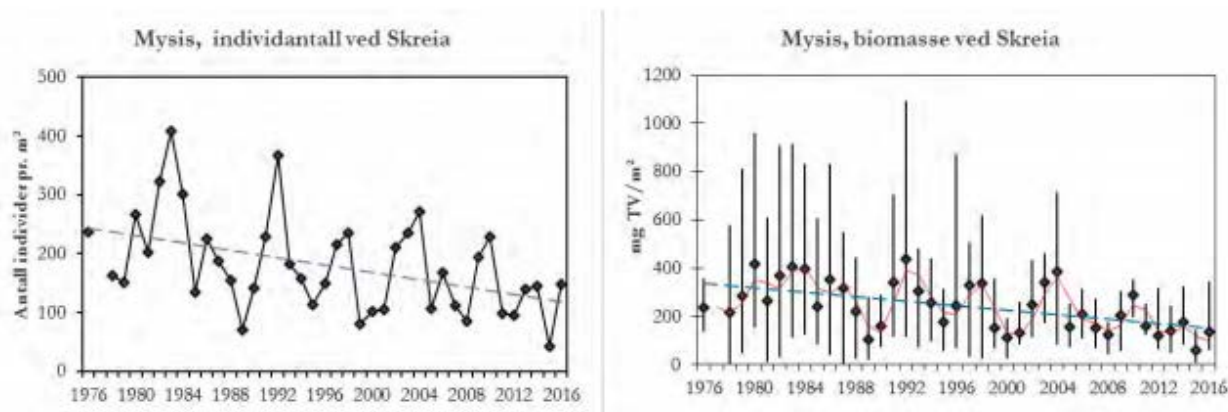 Mysis, individantall ved Skreia
Antall individer pr. m²
500
400
300
200
100
0
1976 1980 1984 1988 1992 1996 2000 2004 2008 2012 2016
Mysis, biomasse ved Skreia
mg TV/m²
1200
1000
800
600
400
200
0
1976 1980 1984 1988 1992 1996 2000 2004 2008 2012 2016